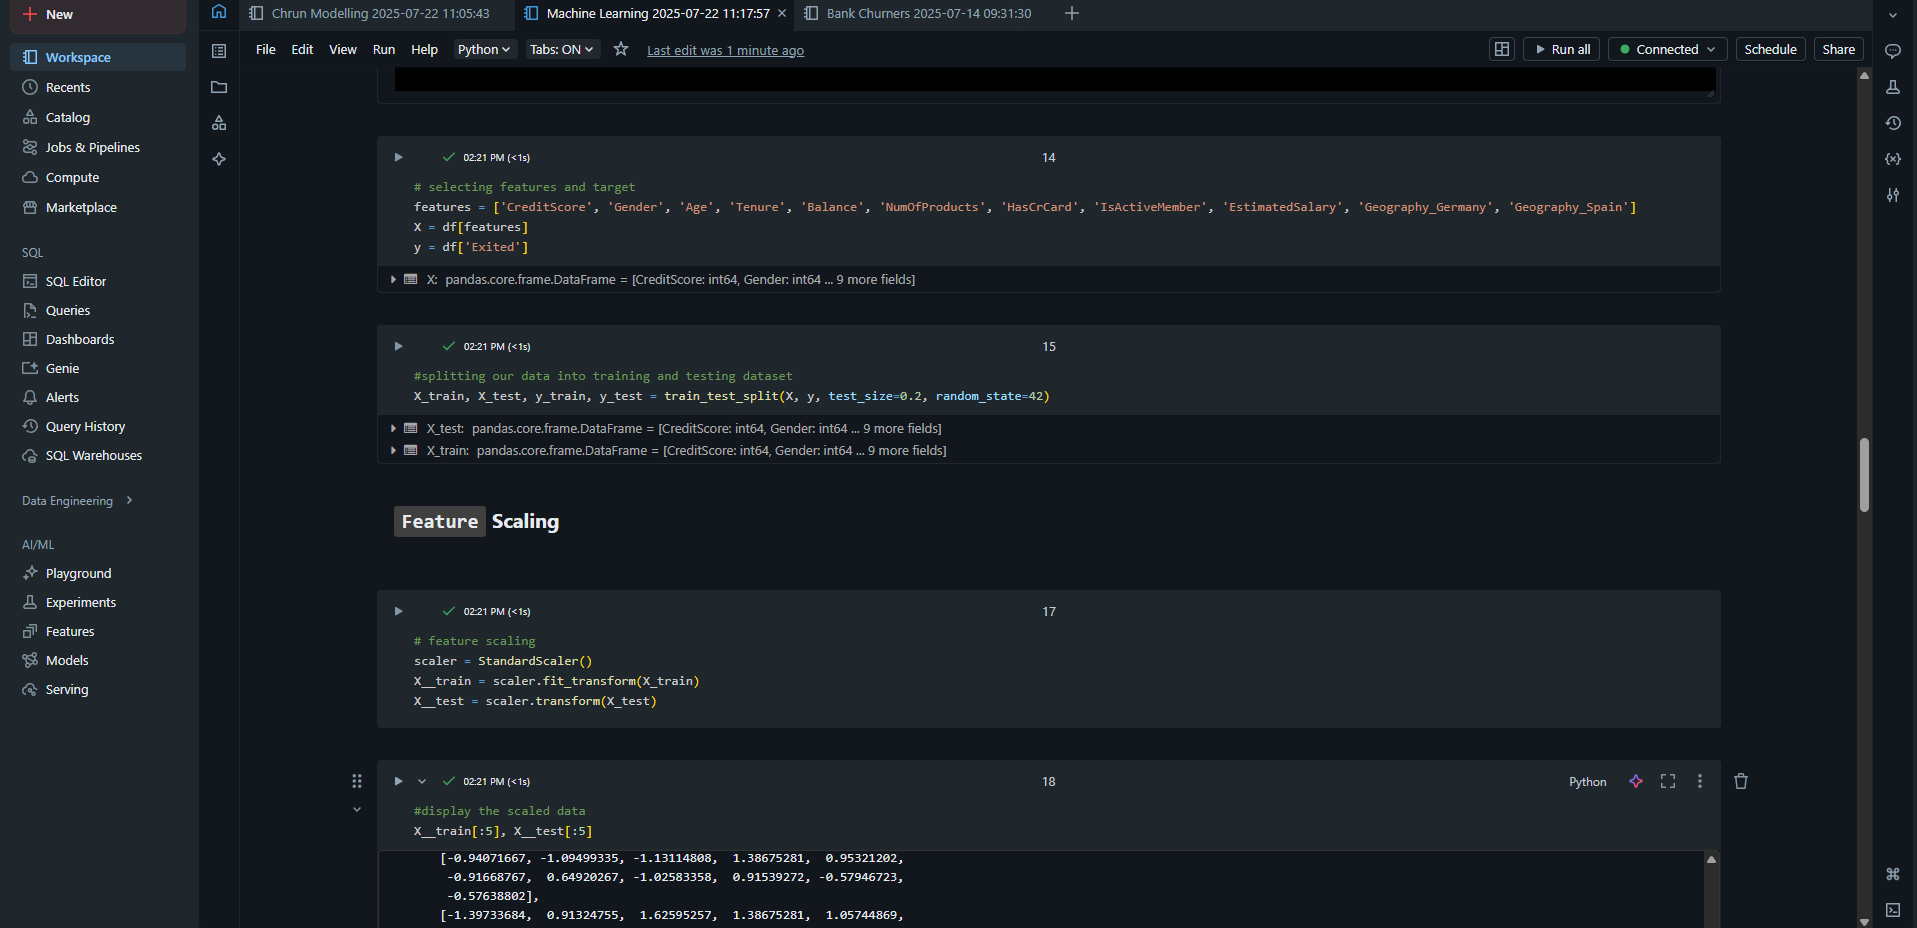 New
Workspace
Recents
Catalog
Jobs & Pipelines
Compute
Marketplace
SQL
SQL Editor
Queries
Dashboards
Genie
Alerts
Query History
SQL Warehouses
Data Engineering
AI/ML
Playground
Experiments
Features
Models
Serving
Chrun Modelling 2025-07-22 11:05:43
Machine Learning 2025-07-22 11:17:57
Bank Churners 2025-07-14 09:31:30
File Edit View Run Help Python Tabs: ON Last edit was 1 minute ago Run all Connected Schedule Share
02:21 PM (<1s) 14
# selecting features and target
features = ['CreditScore', 'Gender', 'Age', 'Tenure', 'Balance', 'NumOfProducts', 'HasCrCard', 'IsActiveMember', 'EstimatedSalary', 'Geography_Germany', 'Geography_Spain']
X = df[features]
y = df['Exited']
X: pandas.core.frame.DataFrame = [CreditScore: int64, Gender: int64 ... 9 more fields]
02:21 PM (<1s) 15
#splitting our data into training and testing dataset
X_train, X_test, y_train, y_test = train_test_split(X, y, test_size=0.2, random_state=42)
X_test: pandas.core.frame.DataFrame = [CreditScore: int64, Gender: int64 ... 9 more fields]
X_train: pandas.core.frame.DataFrame = [CreditScore: int64, Gender: int64 ... 9 more fields]
Feature Scaling
02:21 PM (<1s) 17
# feature scaling
scaler = StandardScaler()
X__train = scaler.fit_transform(X_train)
X__test = scaler.transform(X_test)
02:21 PM (<1s) 18 Python
#display the scaled data
X__train[:5], X__test[:5]
[-0.94071667, -1.09499335, -1.13114808, 1.38675281, 0.95321202,
-0.91668767, 0.64920267, -1.02583358, 0.91539272, -0.57946723,
-0.57638802],
[-1.39733684, 0.91324755, 1.62595257, 1.38675281, 1.05744869,